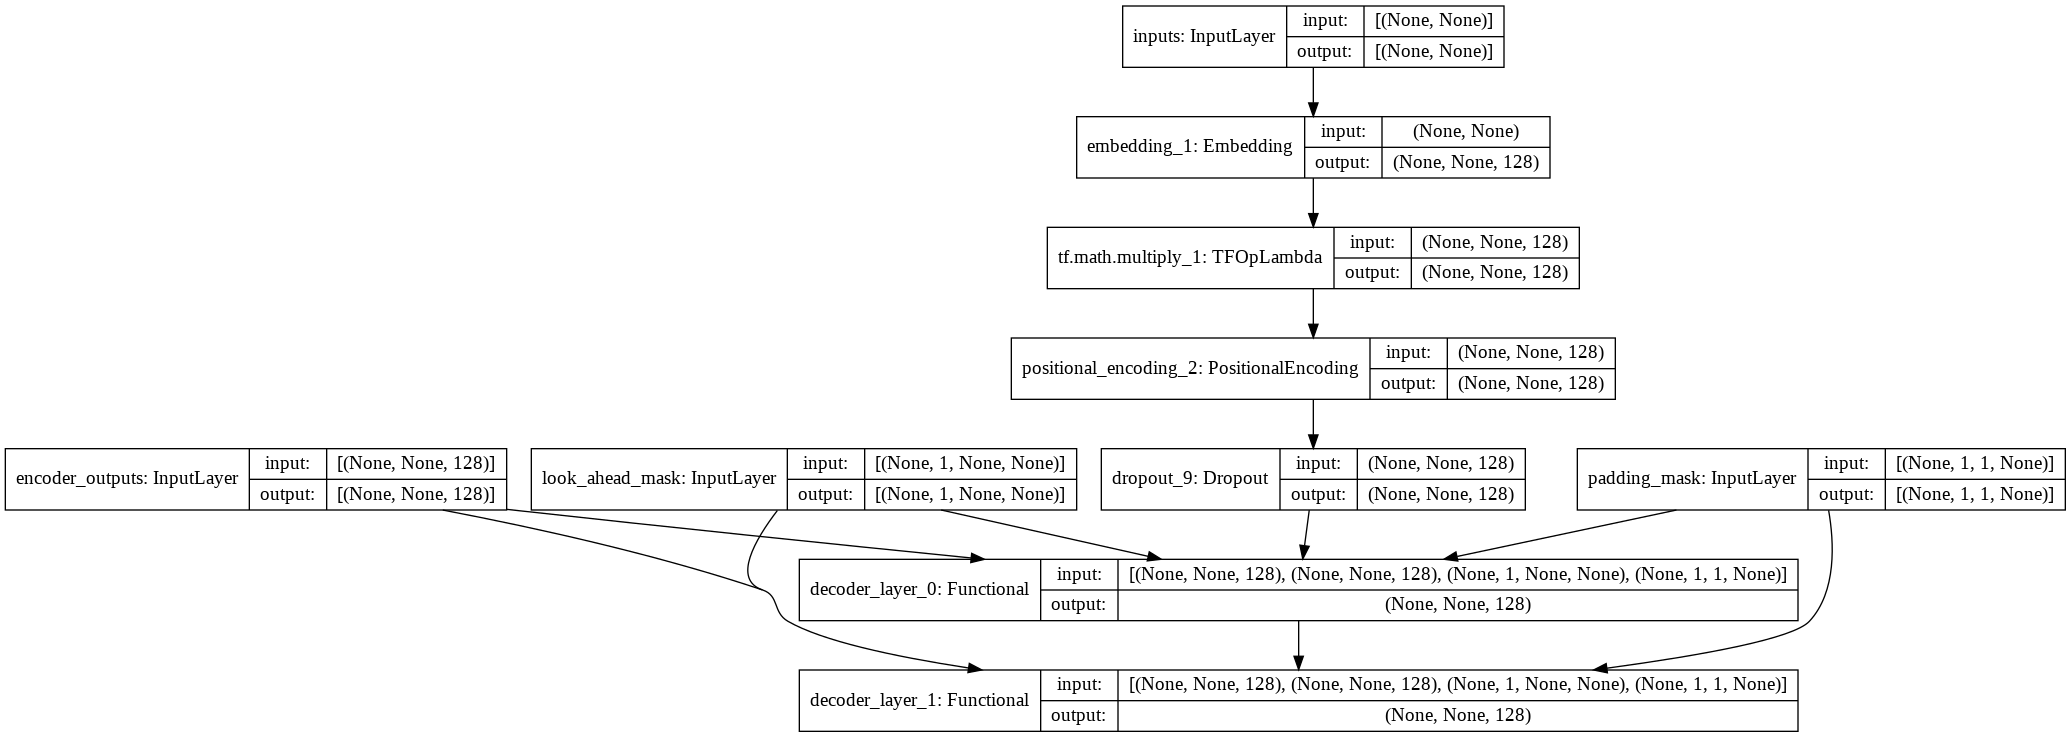 inputs: InputLayer
input: [(None, None)]
output: [(None, None)]
embedding_1: Embedding
input: (None, None)
output: (None, None, 128)
tf.math.multiply_1: TFOpLambda
input: (None, None, 128)
output: (None, None, 128)
positional_encoding_2: PositionalEncoding
input: (None, None, 128)
output: (None, None, 128)
encoder_outputs: InputLayer
input: [(None, None, 128)]
output: [(None, None, 128)]
look_ahead_mask: InputLayer
input: [(None, 1, None, None)]
output: [(None, 1, None, None)]
dropout_9: Dropout
input: (None, None, 128)
output: (None, None, 128)
padding_mask: InputLayer
input: [(None, 1, 1, None)]
output: [(None, 1, 1, None)]
decoder_layer_0: Functional
input: [(None, None, 128), (None, None, 128), (None, 1, None, None), (None, 1, 1, None)]
output: (None, None, 128)
decoder_layer_1: Functional
input: [(None, None, 128), (None, None, 128), (None, 1, None, None), (None, 1, 1, None)]
output: (None, None, 128)